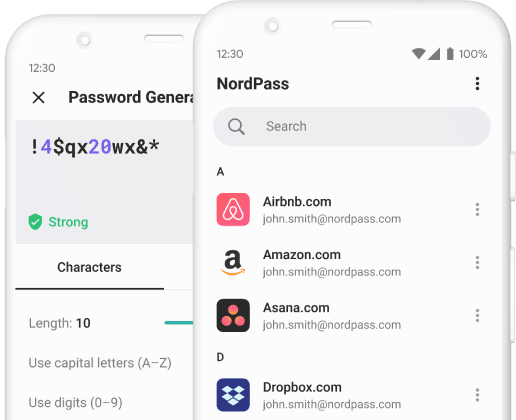 12:30
Password Genera
!4$qx20wx&*
Strong
Characters
Length: 10
Use capital letters (A–Z)
Use digits (0–9)
12:30
100%
NordPass
Search
A
Airbnb.com
john.smith@nordpass.com
Amazon.com
john.smith@nordpass.com
Asana.com
john.smith@nordpass.com
D
Dropbox.com
john.smith@nordpass.com